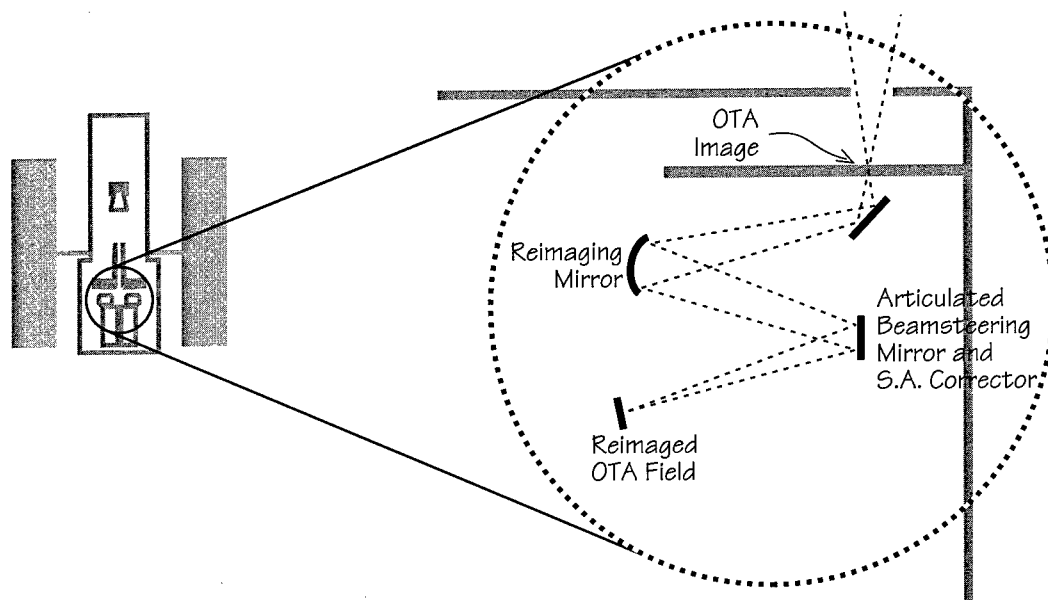 OTA
Image
Reimaging
Mirror
Articulated
Beamsteering
Mirror and
S.A. Corrector
Reimaged
OTA Field